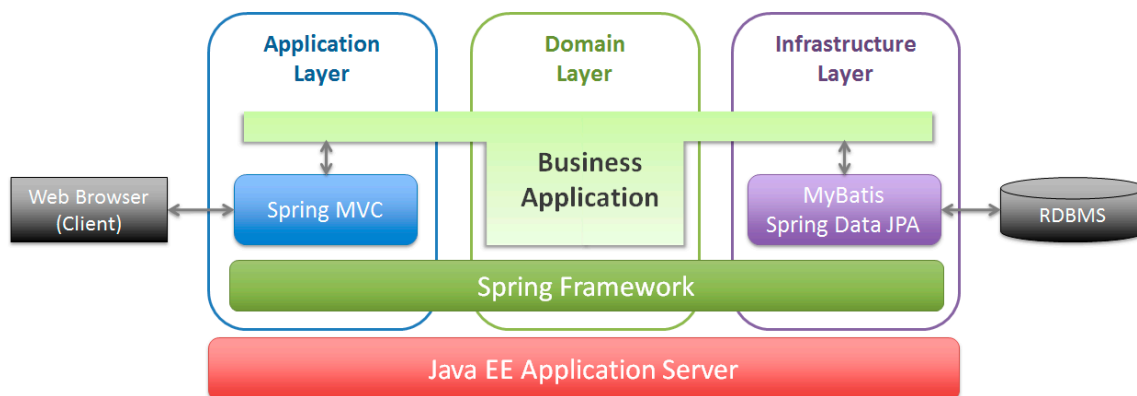 Application
Layer
Domain
Layer
Infrastructure
Layer
Business
Application
Web Browser
(Client)
Spring MVC
MyBatis
Spring Data JPA
RDBMS
Spring Framework
Java EE Application Server